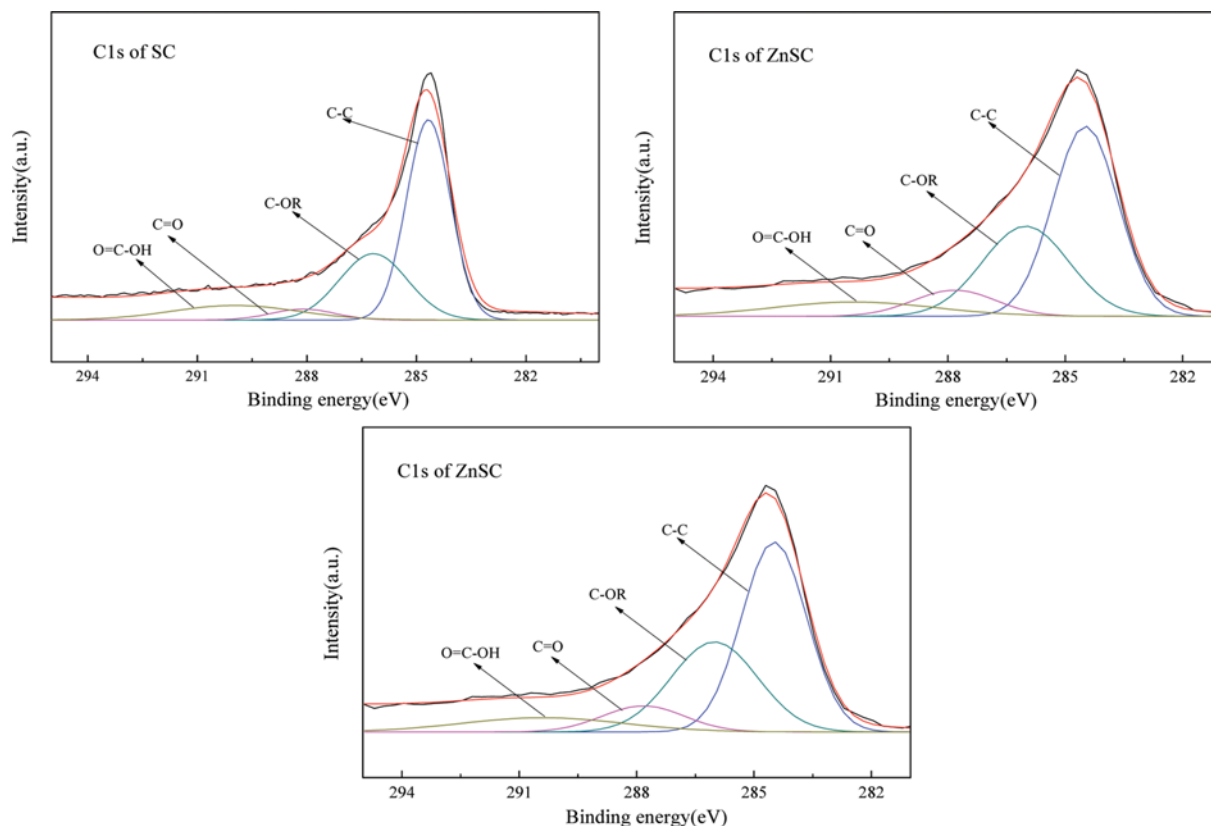 C1s of SC
C-C
C-OR
C=O
O=C-OH
Intensity(a.u.)
294 291 288 285 282
Binding energy(eV)
C1s of ZnSC
C-C
C-OR
C=O
O=C-OH
Intensity(a.u.)
294 291 288 285 282
Binding energy(eV)
C1s of ZnSC
C-C
C-OR
C=O
O=C-OH
Intensity(a.u.)
294 291 288 285 282
Binding energy(eV)